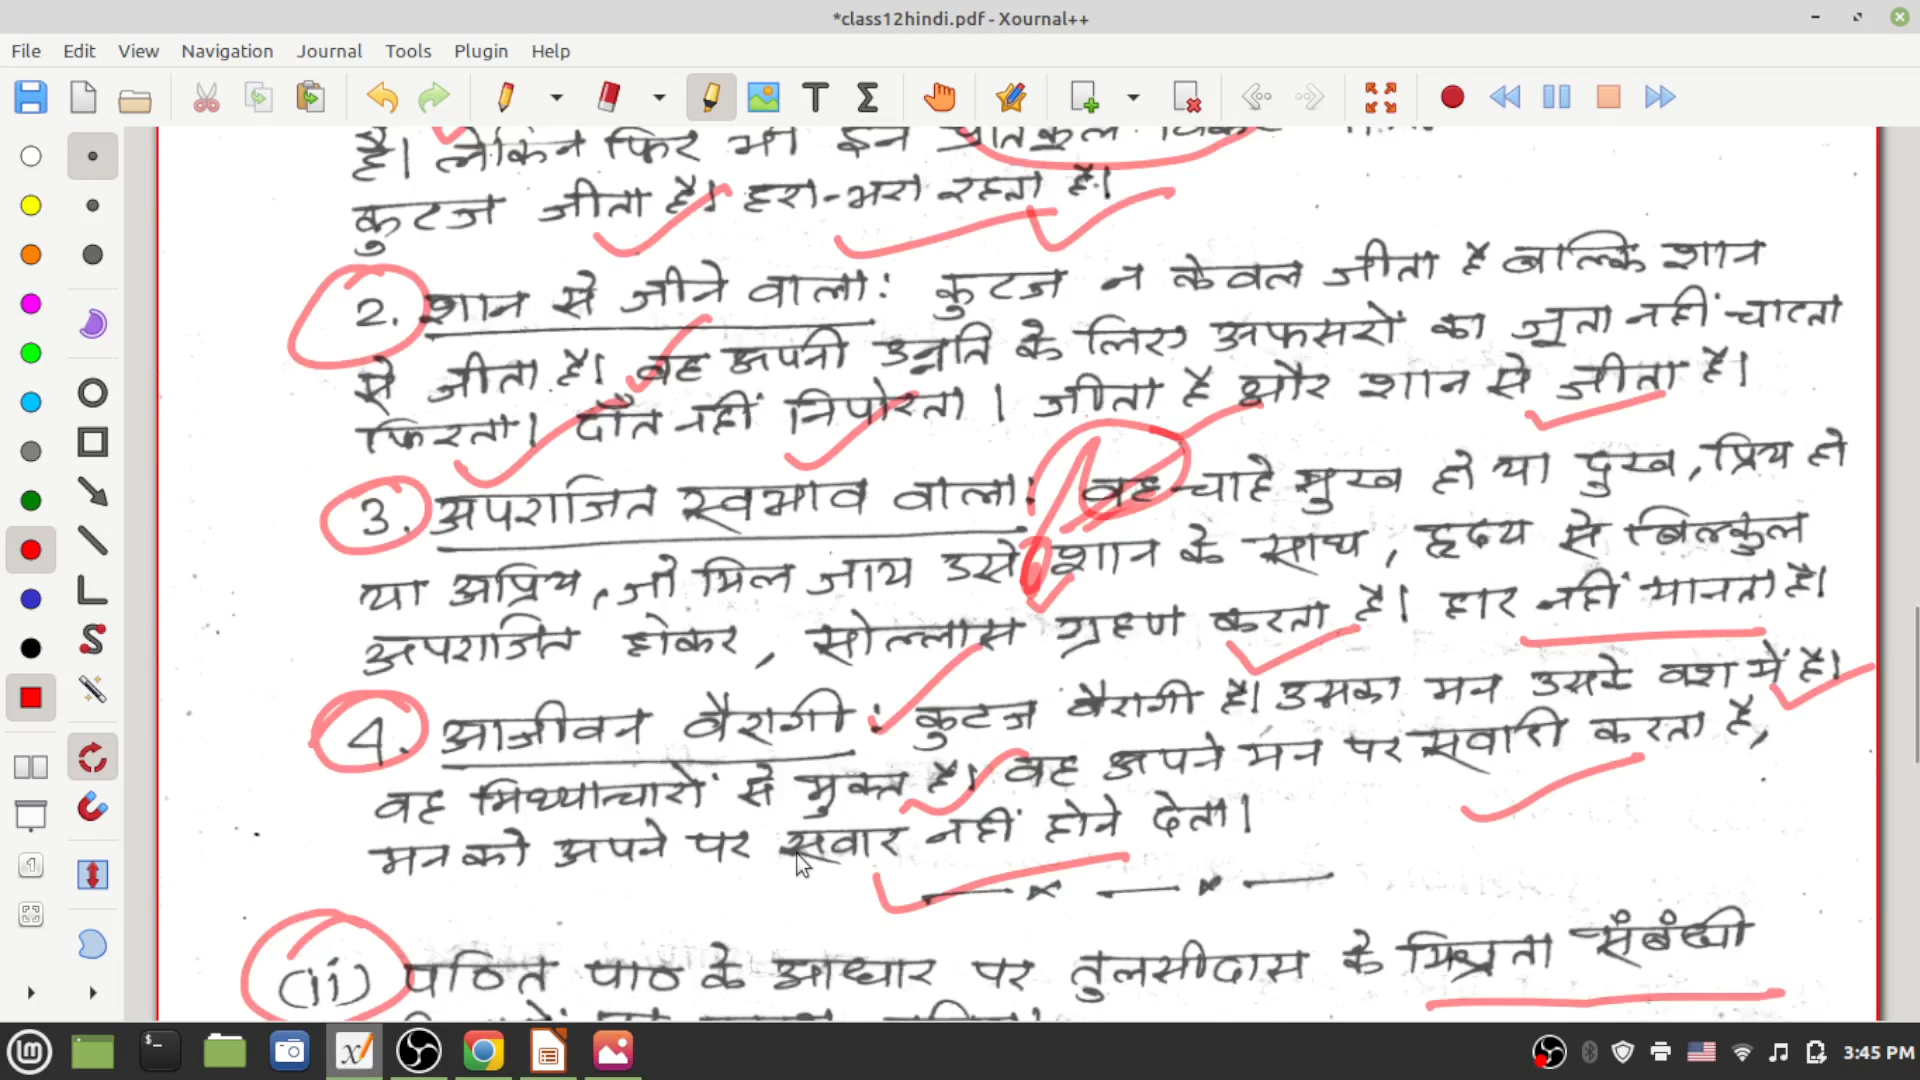 *class12hindi.pdf - Xournal++
File Edit View Navigation Journal Tools Plugin Help
है। लेकिन फिर भी इन प्रतिकूल
कुटज जीता है। हरा-भरा रहता है।
2. शान से जीने वाला: कुटज न केवल जीता है बल्कि शान
से जीता है। वह अपनी उन्नति के लिए अफसरों का जूता नहीं चाटता
फिरता। दाँत नहीं निपोरता। जीता है और शान से जीता है।
3. अपराजित स्वभाव वाला: वह चाहे सुख हो या दुख, प्रिय हो
या अप्रिय, जो मिल जाय उसे शान के साथ, हृदय से बिलकुल
अपराजित होकर, सोल्लास ग्रहण करता है। हार नहीं मानता है।
4. आजीवन वैरागी: कुटज वैरागी है। उसका मन उसके वश में है।
वह मिथ्याचारों से मुक्त है। वह अपने मन पर सवारी करता है,
मन को अपने पर सवार नहीं होने देता।
(ii) पठित पाठ के आधार पर तुलसीदास के मित्रता संबंधी
3:45 PM